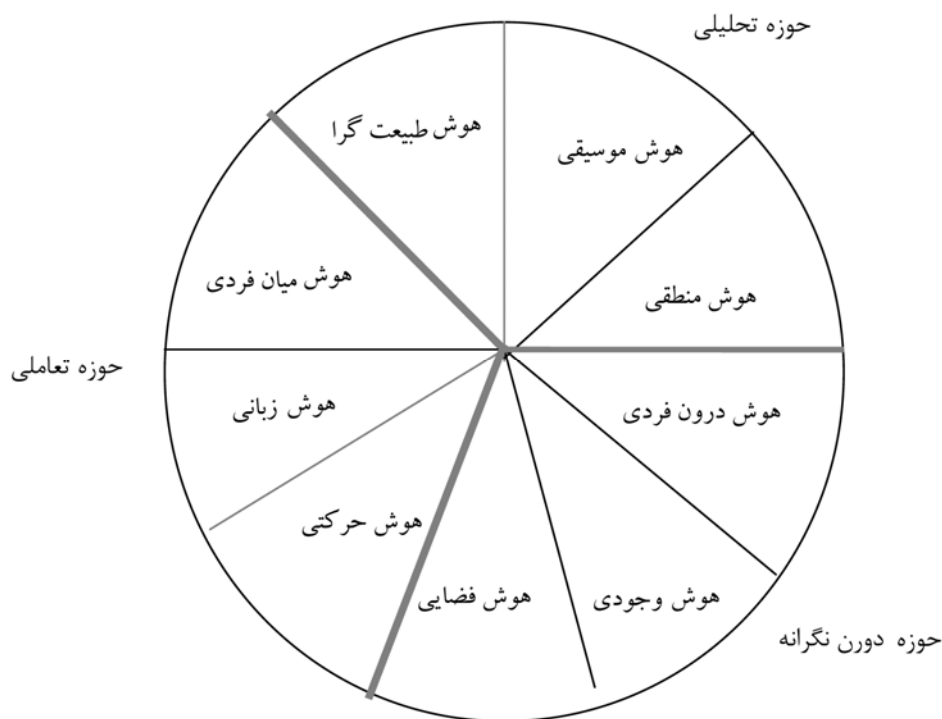 حوزه تحلیلی
هوش طبیعت گرا
هوش موسیقی
هوش میان فردی
هوش منطقی
حوزه تعاملی
هوش زبانی
هوش درون فردی
هوش حرکتی
هوش فضایی
هوش وجودی
حوزه دورن نگرانه